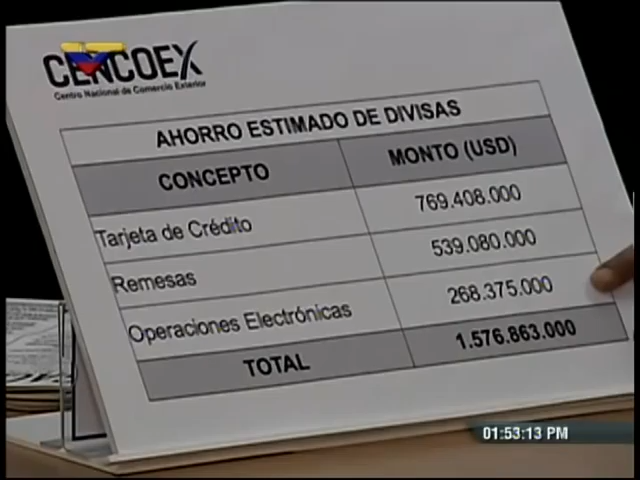 CENCOEX
Centro Nacional de Comercio Exterior
AHORRO ESTIMADO DE DIVISAS
CONCEPTO MONTO (USD)
Tarjeta de Crédito 769.408.000
Remesas 539.080.000
Operaciones Electrónicas 268.375.000
TOTAL 1.576.863.000
01:53:13 PM